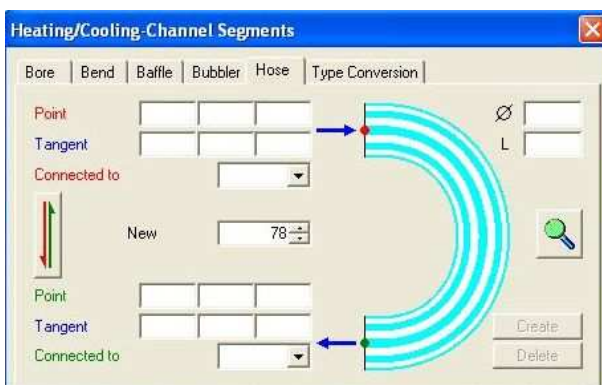 Heating/Cooling-Channel Segments
Bore Bend Baffle Bubbler Hose Type Conversion
Point
Ø
Tangent
L
Connected to
New 78
Point
Tangent
Create
Connected to
Delete